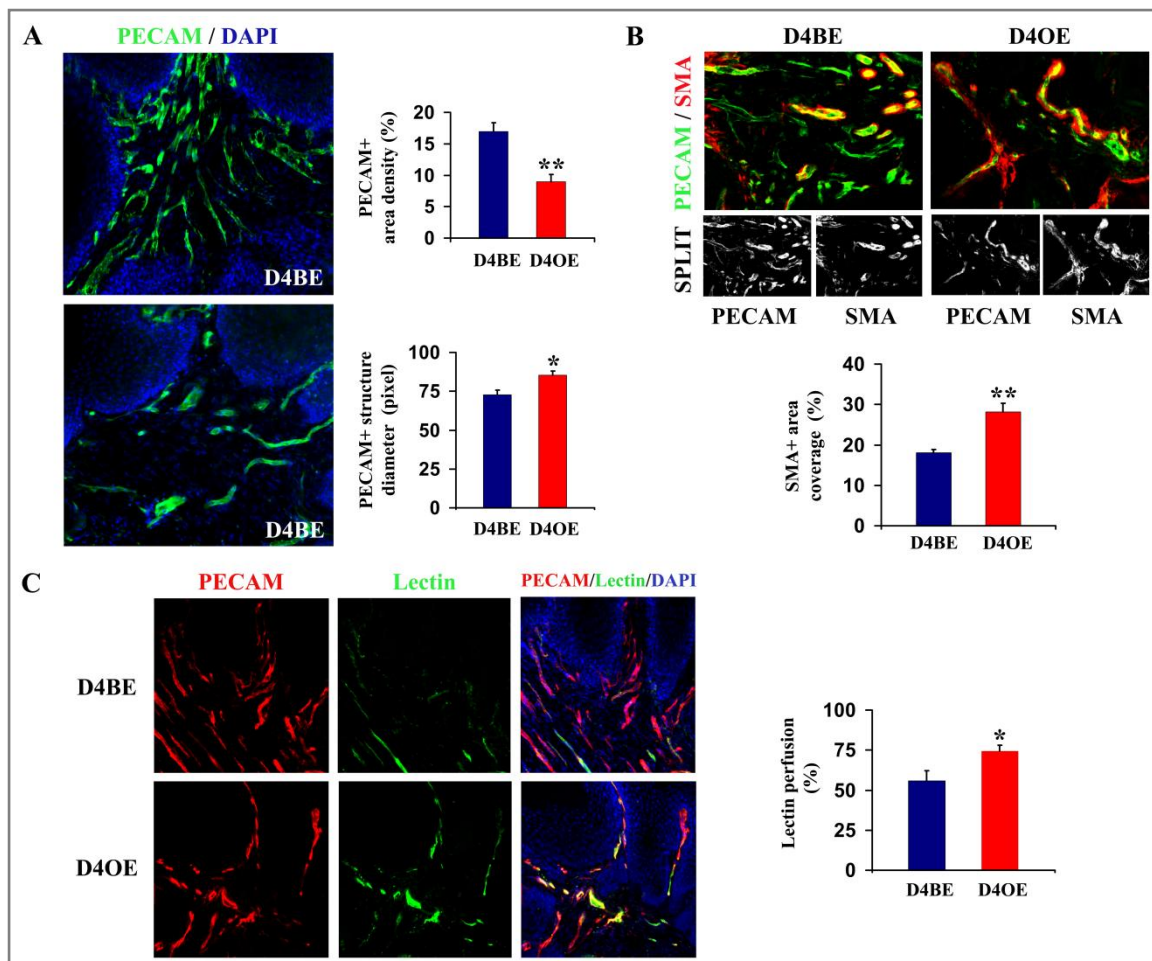 A
PECAM / DAPI
D4BE
D4BE
PECAM+
area density (%)
20
15
10
5
0
**
D4BE D4OE
PECAM+ structure
diameter (pixel)
100
75
50
25
0
*
D4BE D4OE
B
D4BE D4OE
PECAM / SMA
SPLIT
PECAM SMA PECAM SMA
SMA+ area
coverage (%)
40
30
20
10
0
**
D4BE D4OE
C
PECAM Lectin PECAM/Lectin/DAPI
D4BE
D4OE
Lectin perfusion
(%)
100
75
50
25
0
*
D4BE D4OE